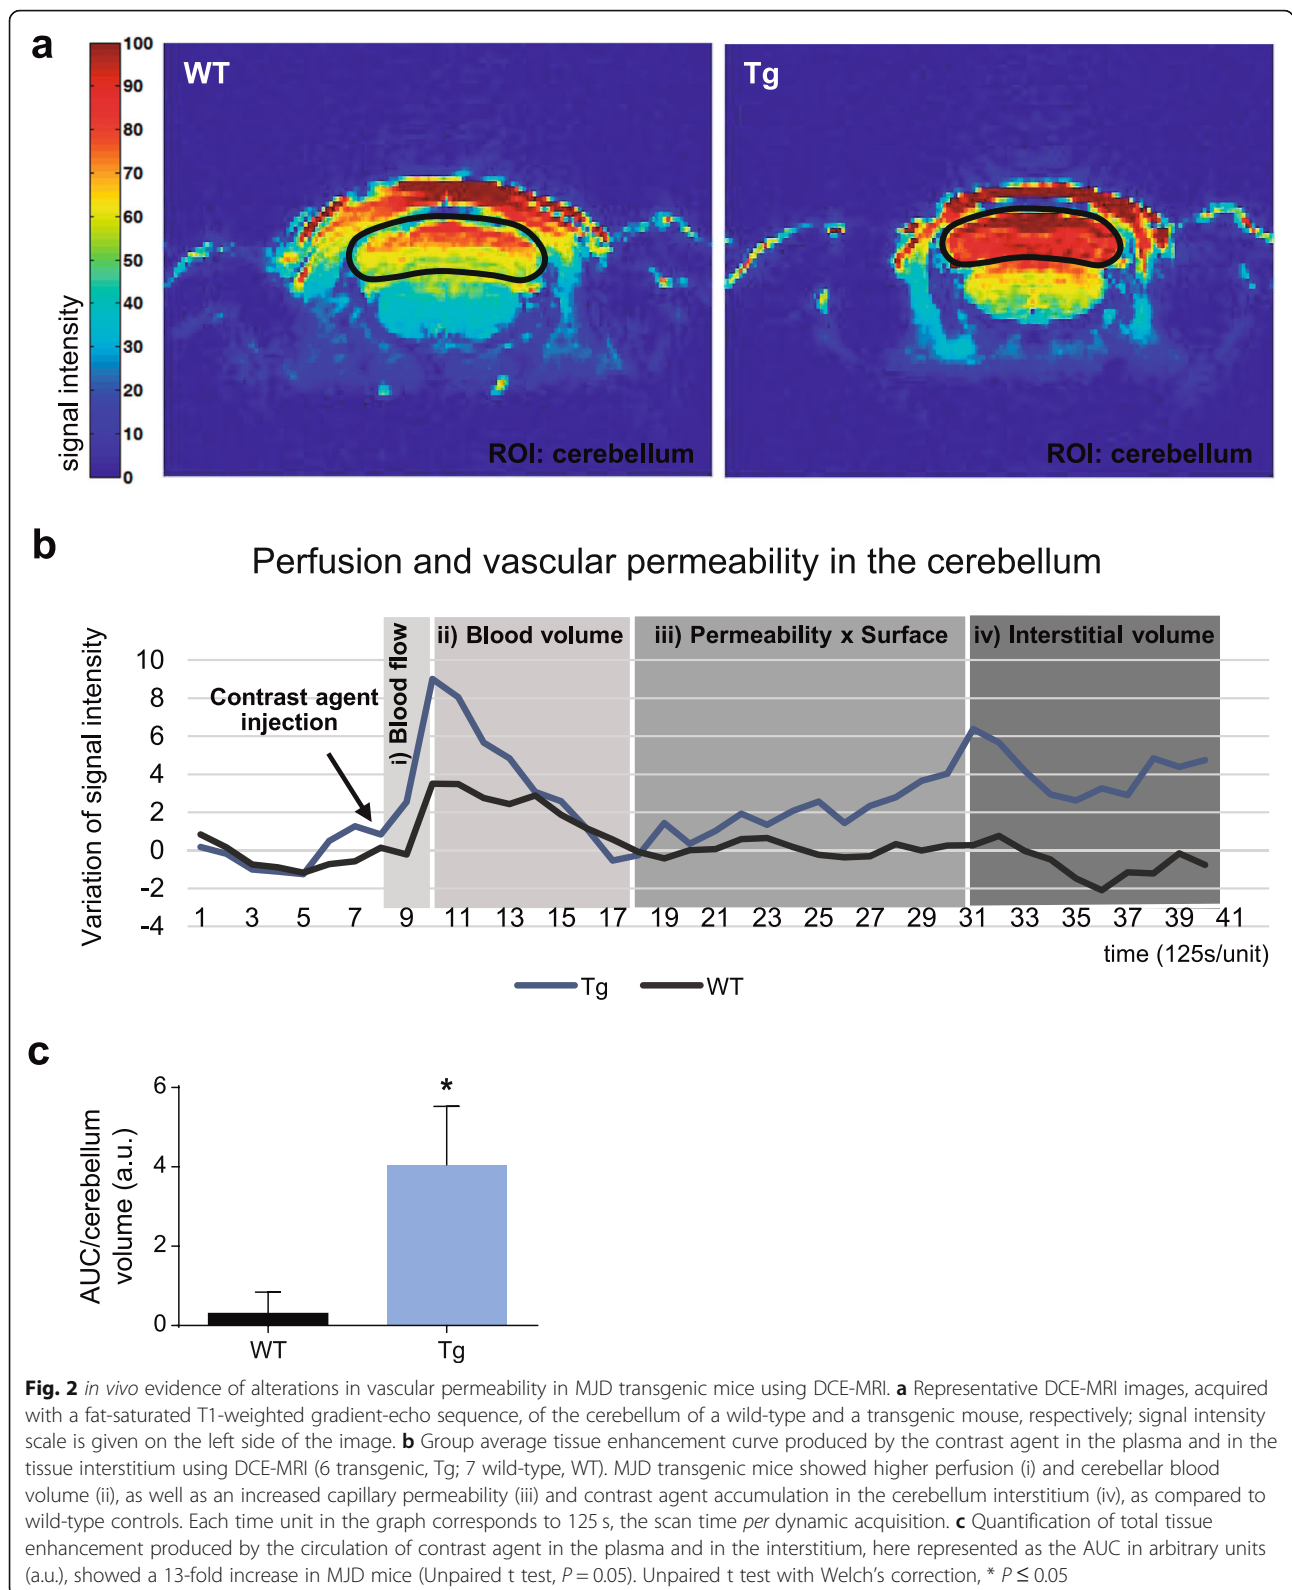 a
100
90
80
70
60
50
40
30
20
10
0
signal intensity
WT
ROI: cerebellum
Tg
ROI: cerebellum
b
Perfusion and vascular permeability in the cerebellum
Variation of signal intensity
10
8
6
4
2
0
-2
-4
Contrast agent
injection
i) Blood flow
ii) Blood volume
iii) Permeability x Surface
iv) Interstitial volume
1 3 5 7 9 11 13 15 17 19 21 23 25 27 29 31 33 35 37 39 41
time (125s/unit)
Tg WT
c
AUC/cerebellum
volume (a.u.)
6
4
2
0
*
WT Tg
Fig. 2 in vivo evidence of alterations in vascular permeability in MJD transgenic mice using DCE-MRI. a Representative DCE-MRI images, acquired
with a fat-saturated T1-weighted gradient-echo sequence, of the cerebellum of a wild-type and a transgenic mouse, respectively; signal intensity
scale is given on the left side of the image. b Group average tissue enhancement curve produced by the contrast agent in the plasma and in the
tissue interstitium using DCE-MRI (6 transgenic, Tg; 7 wild-type, WT). MJD transgenic mice showed higher perfusion (i) and cerebellar blood
volume (ii), as well as an increased capillary permeability (iii) and contrast agent accumulation in the cerebellum interstitium (iv), as compared to
wild-type controls. Each time unit in the graph corresponds to 125 s, the scan time per dynamic acquisition. c Quantification of total tissue
enhancement produced by the circulation of contrast agent in the plasma and in the interstitium, here represented as the AUC in arbitrary units
(a.u.), showed a 13-fold increase in MJD mice (Unpaired t test, P = 0.05). Unpaired t test with Welch's correction, * P ≤ 0.05